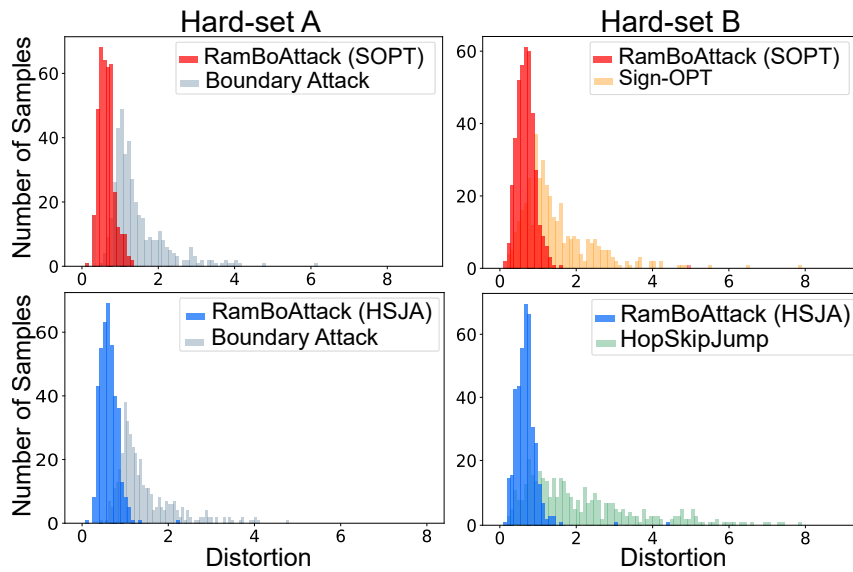 Hard-set A
Hard-set B
Number of Samples
60
40
20
0
RamBoAttack (SOPT)
Boundary Attack
0 2 4 6 8
60
40
20
0
RamBoAttack (SOPT)
Sign-OPT
0 2 4 6 8
Number of Samples
60
40
20
0
RamBoAttack (HSJA)
Boundary Attack
0 2 4 6 8
Distortion
60
40
20
0
RamBoAttack (HSJA)
HopSkipJump
0 2 4 6 8
Distortion